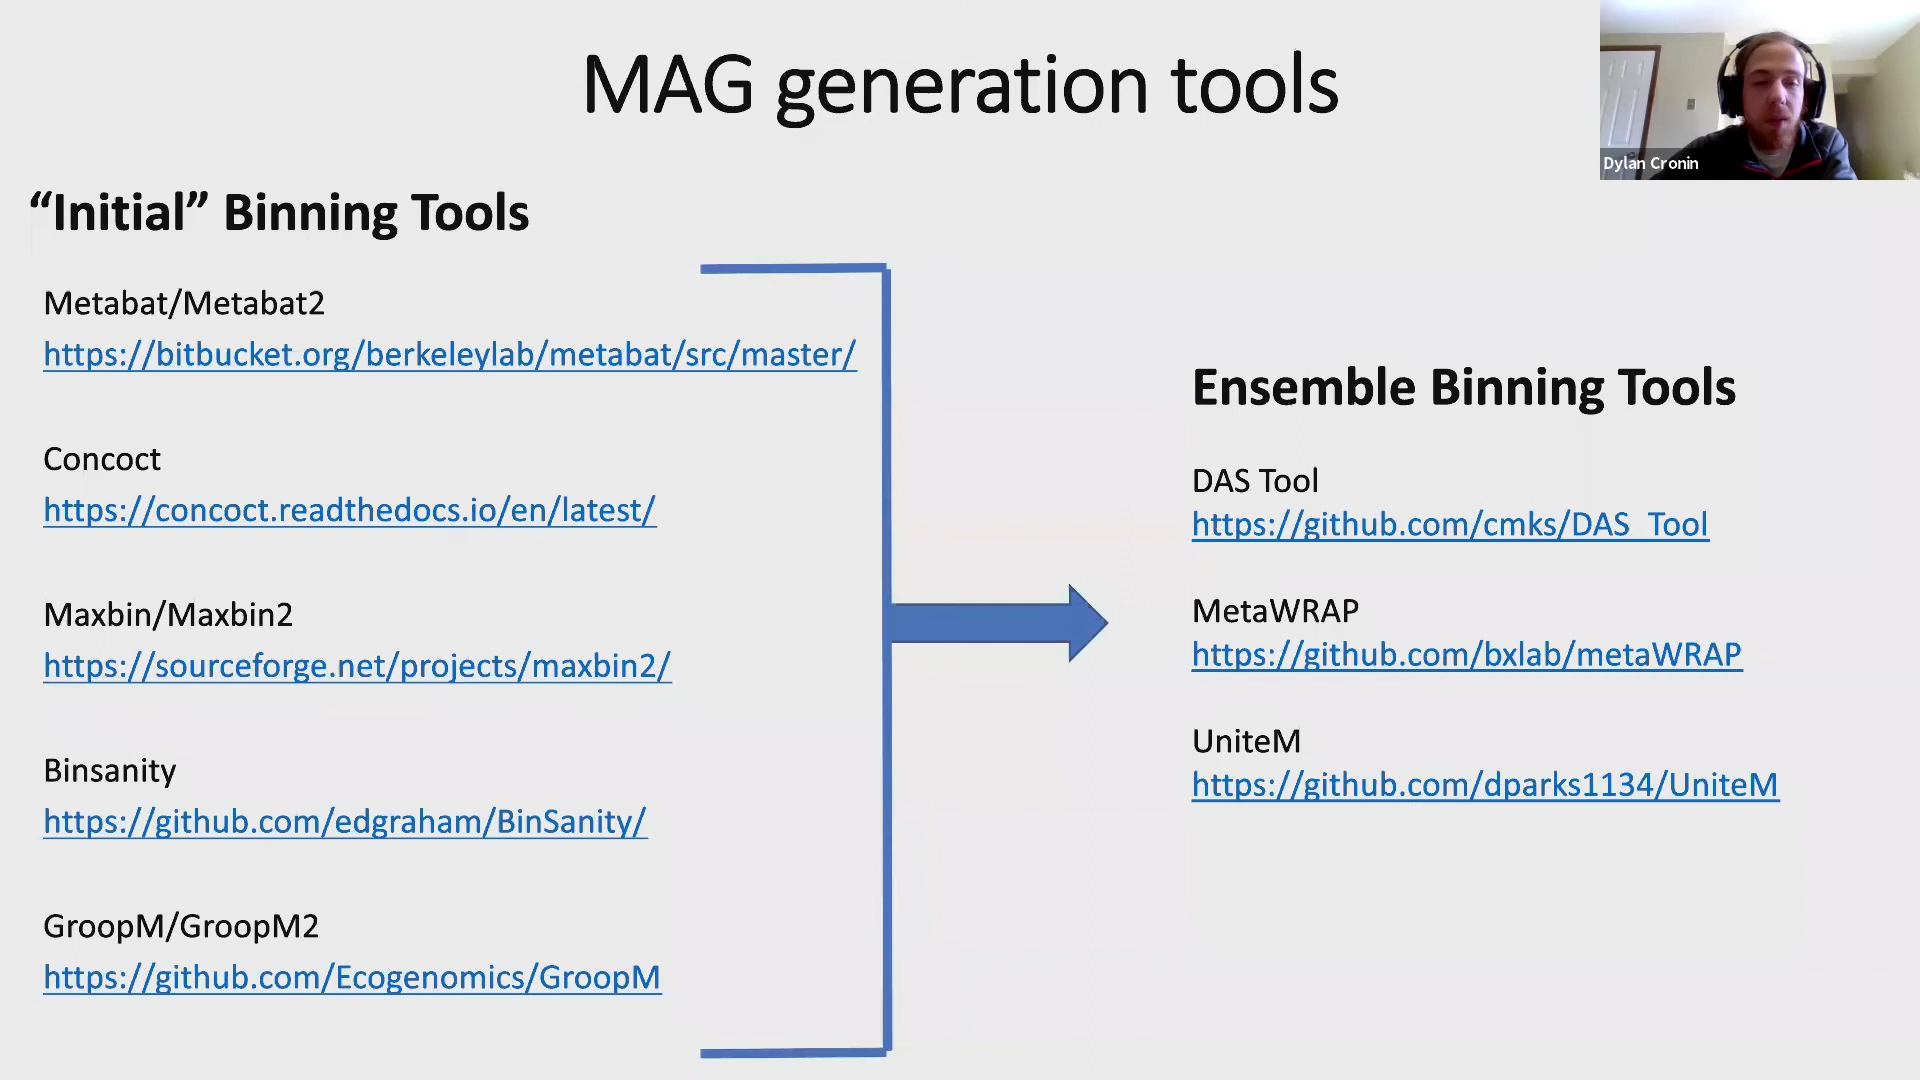 MAG generation tools
Dylan Cronin
“Initial” Binning Tools
Metabat/Metabat2
https://bitbucket.org/berkeleylab/metabat/src/master/
Concoct
https://concoct.readthedocs.io/en/latest/
Maxbin/Maxbin2
https://sourceforge.net/projects/maxbin2/
Binsanity
https://github.com/edgraham/BinSanity/
GroopM/GroopM2
https://github.com/Ecogenomics/GroopM
Ensemble Binning Tools
DAS Tool
https://github.com/cmks/DAS_Tool
MetaWRAP
https://github.com/bxlab/metaWRAP
UniteM
https://github.com/dparks1134/UniteM